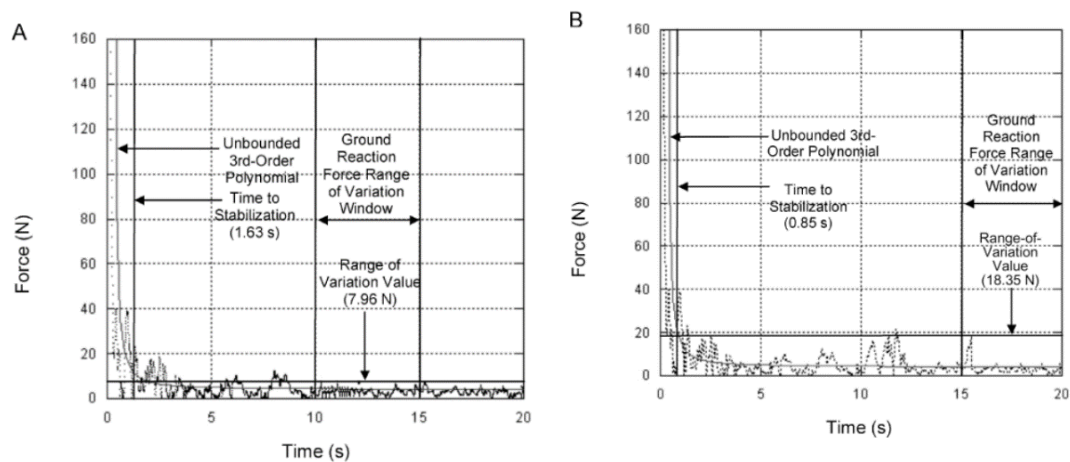 A
160
140
120
100
80
60
40
20
0
Force (N)
Unbounded
3rd-Order
Polynomial
Time to
Stabilization
(1.63 s)
Ground
Reaction
Force Range
of Variation
Window
Range of
Variation Value
(7.96 N)
0
5
10
15
20
Time (s)
B
160
140
120
100
80
60
40
20
0
Force (N)
Unbounded 3rd-
Order Polynomial
Time to
Stabilization
(0.85 s)
Ground
Reaction
Force Range
of Variation
Window
Range-of-
Variation
Value
(18.35 N)
0
5
10
15
20
Time (s)